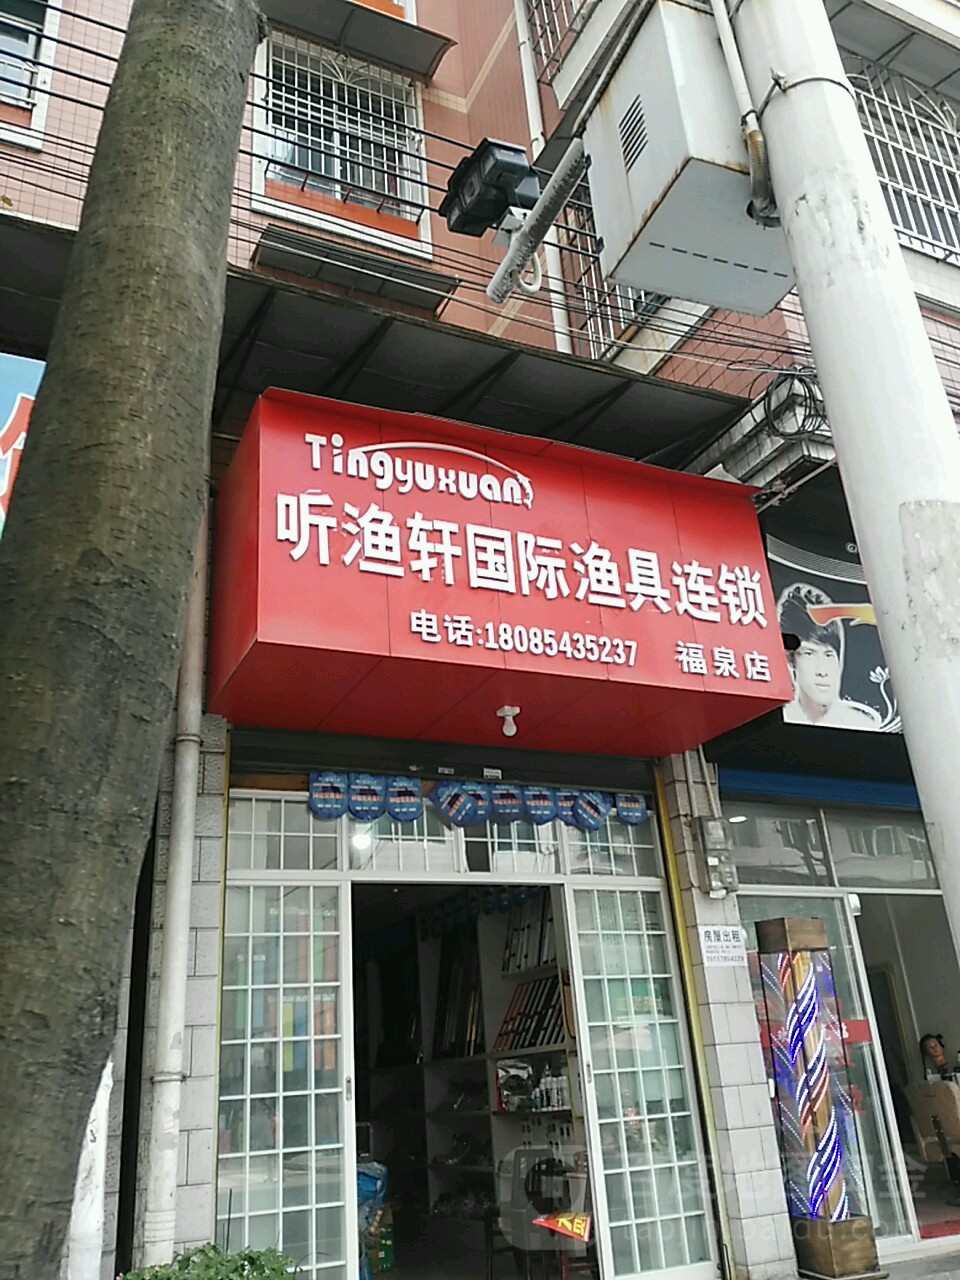 Tingyuxuan
听渔轩国际渔具连锁
电话:18085435237 福泉店
房屋出租